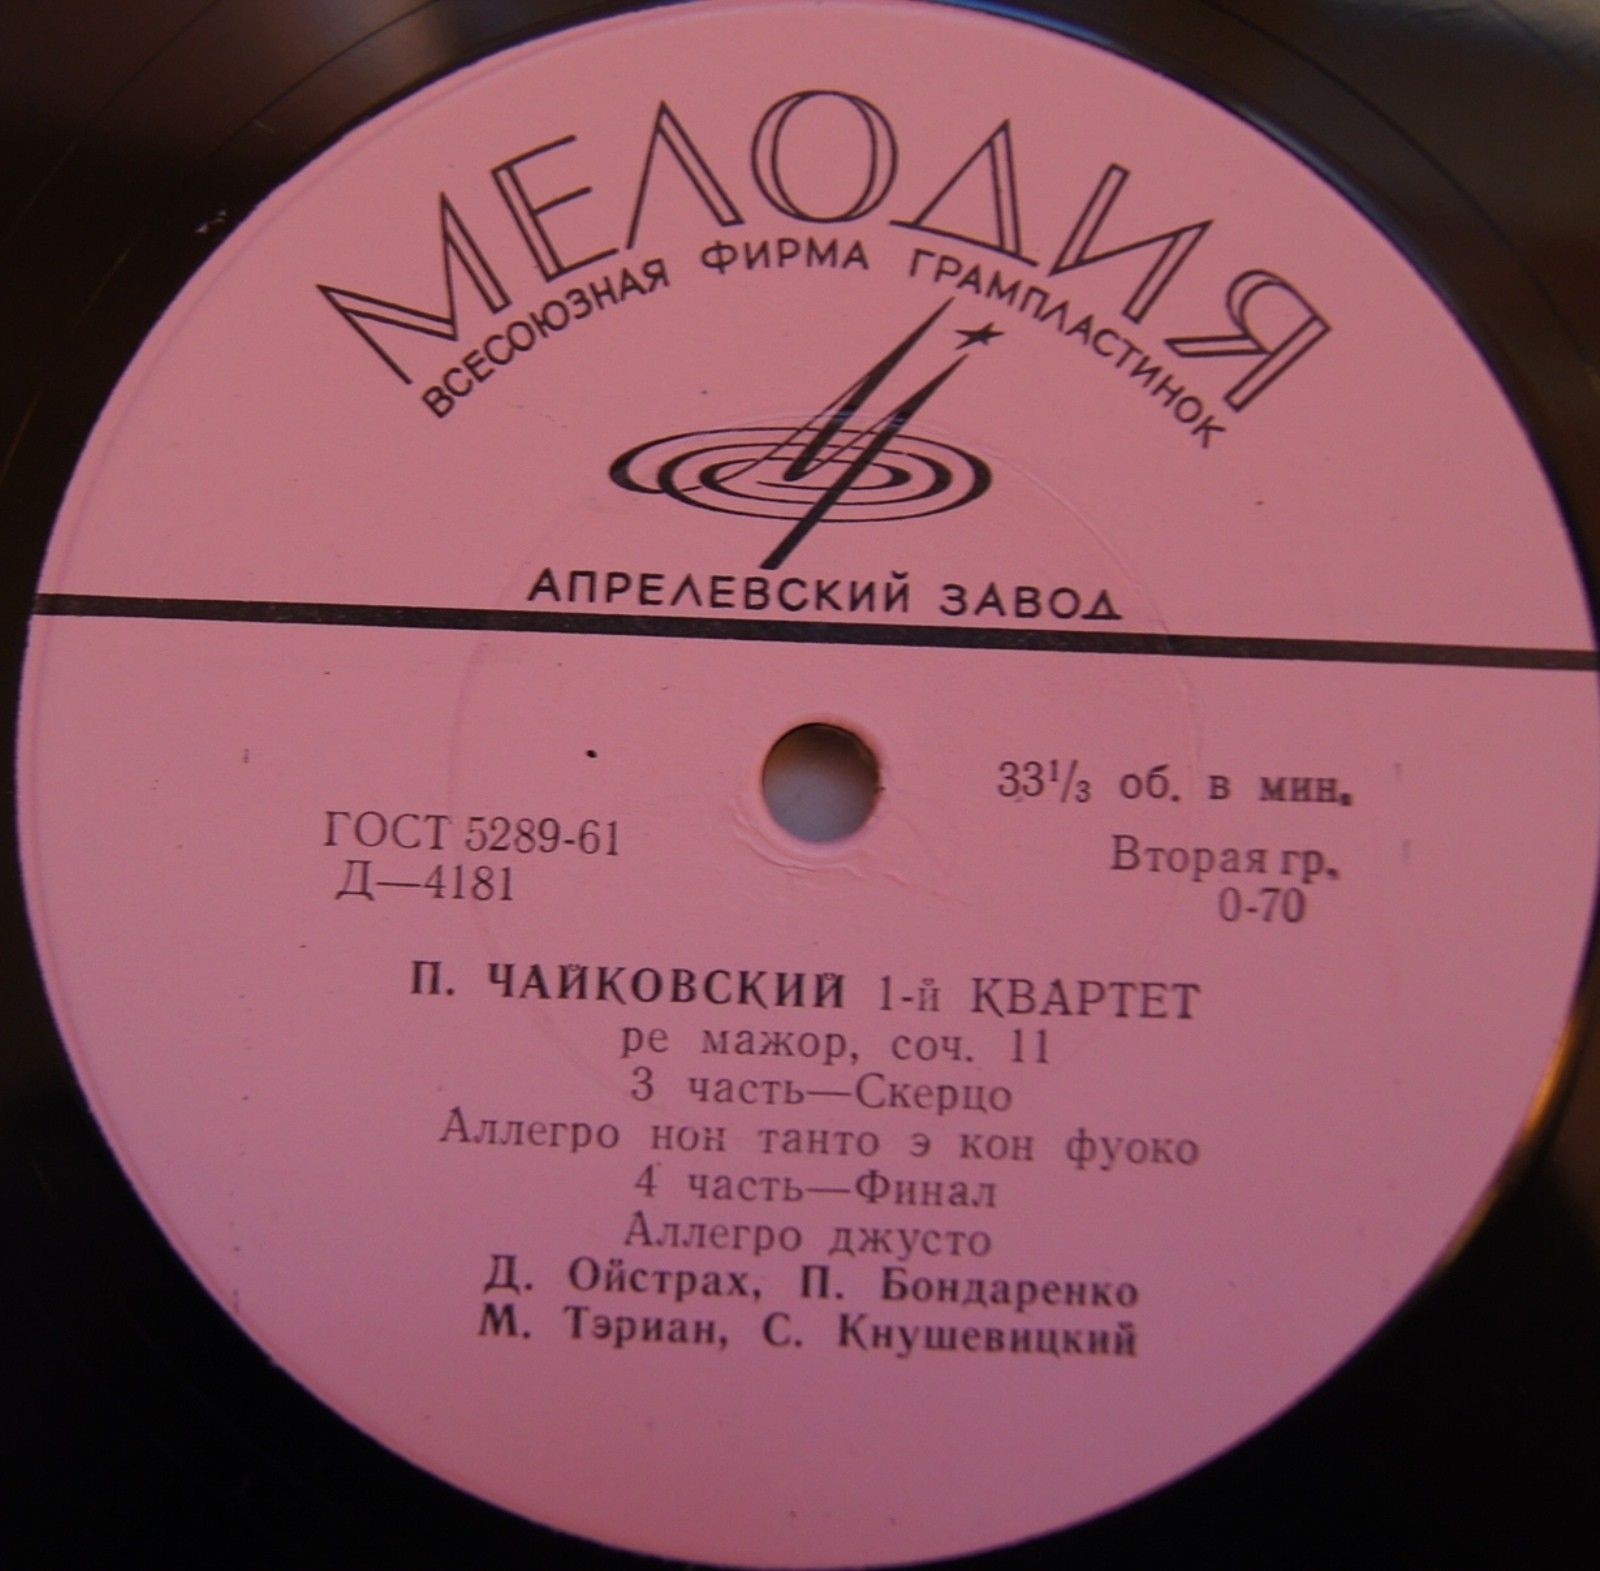 МЕЛОДИЯ
ВСЕСОЮЗНАЯ ФИРМА ГРАМПЛАСТИНОК
АПРЕЛЕВСКИЙ ЗАВОД
33⅓ об. в мин.
ГОСТ 5289-61
Вторая гр.
Д—4181
0-70
П. ЧАЙКОВСКИЙ 1-й КВАРТЕТ
ре мажор, соч. 11
3 часть—Скерцо
Аллегро нон танто э кон фуоко
4 часть—Финал
Аллегро джусто
Д. Ойстрах, П. Бондаренко
М. Тэриан, С. Кнушевицкий